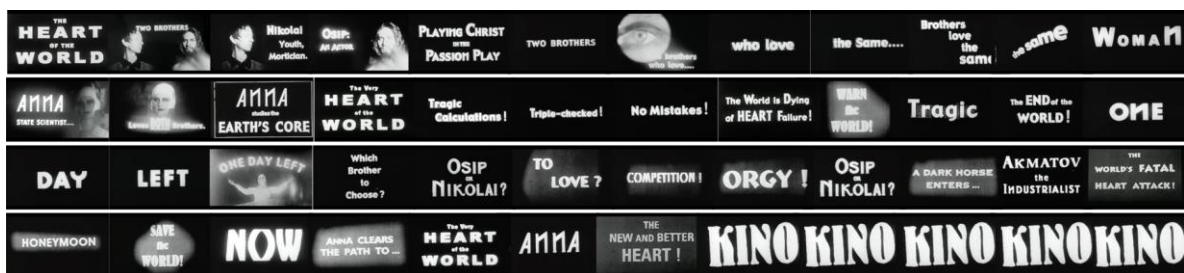 THE
HEART
OF THE
WORLD
TWO BROTHERS
Nikolai
Youth,
Mortician.
OSIP:
AN ACTOR
PLAYING CHRIST
IN THE
PASSION PLAY
TWO BROTHERS
brothers
who love....
who love
the Same....
Brothers
love
the
same
the same
WOMAN
ANNA
STATE SCIENTIST....
Loves BOTH Brothers.
ANNA
studies the
EARTH'S CORE
The Very
HEART
of the
WORLD
Tragic
Calculations!
Triple-checked!
No Mistakes!
The World is Dying
of HEART Failure!
WARN
the
WORLD!
Tragic
The END of the
WORLD!
ONE
DAY
LEFT
ONE DAY LEFT
Which
Brother
to
Choose?
OSIP
OR
NIKOLAI?
TO
LOVE?
COMPETITION!
ORGY!
OSIP
OR
NIKOLAI?
A DARK HORSE
ENTERS...
AKMATOV
the
INDUSTRIALIST
THE
WORLD'S FATAL
HEART ATTACK!
HONEYMOON
SAVE
the
WORLD!
NOW
ANNA CLEARS
THE PATH TO...
The Very
HEART
of the
WORLD
ANNA
THE
NEW AND BETTER
HEART!
KINO
KINO
KINO
KINO
KINO